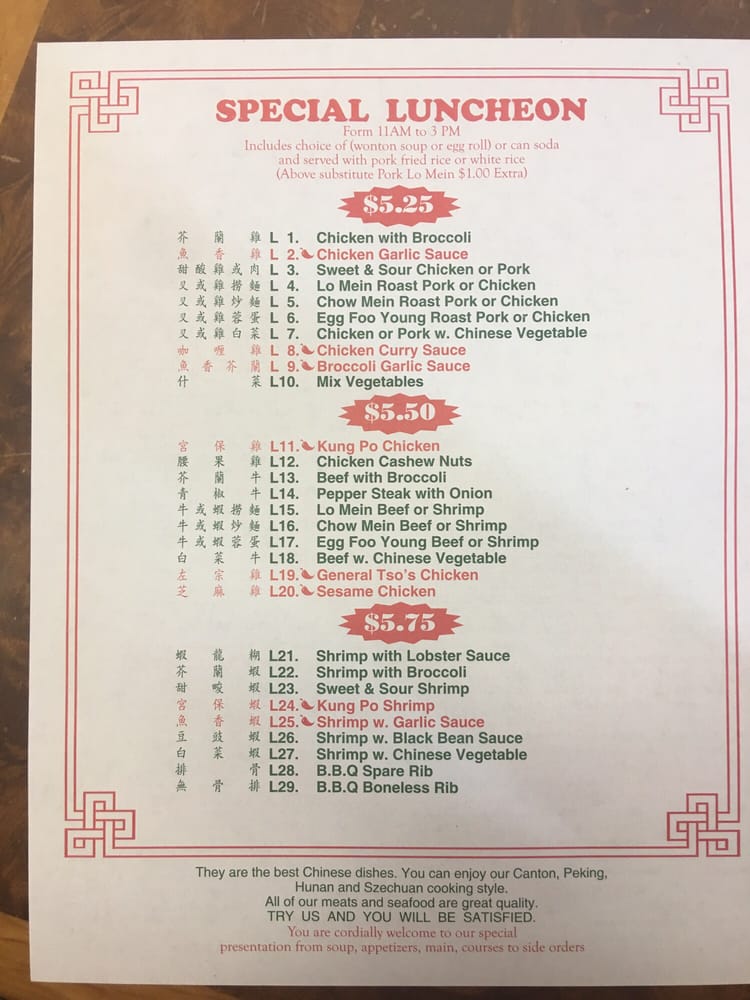 SPECIAL LUNCHEON
Form 11AM to 3 PM
Includes choice of (wonton soup or egg roll) or can soda
and served with pork fried rice or white rice
(Above substitute Pork Lo Mein $1.00 Extra)
$5.25
芥蘭雞 L 1. Chicken with Broccoli
魚香雞 L 2. Chicken Garlic Sauce
甜酸雞或肉 L 3. Sweet & Sour Chicken or Pork
叉或雞撈麵 L 4. Lo Mein Roast Pork or Chicken
叉或雞炒麵 L 5. Chow Mein Roast Pork or Chicken
叉或雞蓉蛋 L 6. Egg Foo Young Roast Pork or Chicken
叉或雞白菜 L 7. Chicken or Pork w. Chinese Vegetable
咖喱雞 L 8. Chicken Curry Sauce
魚香芥蘭 L 9. Broccoli Garlic Sauce
什菜 L10. Mix Vegetables
$5.50
宮保雞 L11. Kung Po Chicken
腰果雞 L12. Chicken Cashew Nuts
芥蘭牛 L13. Beef with Broccoli
青椒牛 L14. Pepper Steak with Onion
牛或蝦撈麵 L15. Lo Mein Beef or Shrimp
牛或蝦炒麵 L16. Chow Mein Beef or Shrimp
牛或蝦蓉蛋 L17. Egg Foo Young Beef or Shrimp
白菜牛 L18. Beef w. Chinese Vegetable
左宗雞 L19. General Tso's Chicken
芝麻雞 L20. Sesame Chicken
$5.75
蝦龍糊 L21. Shrimp with Lobster Sauce
芥蘭蝦 L22. Shrimp with Broccoli
甜唆蝦 L23. Sweet & Sour Shrimp
宮保蝦 L24. Kung Po Shrimp
魚香蝦 L25. Shrimp w. Garlic Sauce
豆豉蝦 L26. Shrimp w. Black Bean Sauce
白菜蝦 L27. Shrimp w. Chinese Vegetable
排骨 L28. B.B.Q Spare Rib
無骨排 L29. B.B.Q Boneless Rib
They are the best Chinese dishes. You can enjoy our Canton, Peking,
Hunan and Szechuan cooking style.
All of our meats and seafood are great quality.
TRY US AND YOU WILL BE SATISFIED.
You are cordially welcome to our special
presentation from soup, appetizers, main, courses to side orders